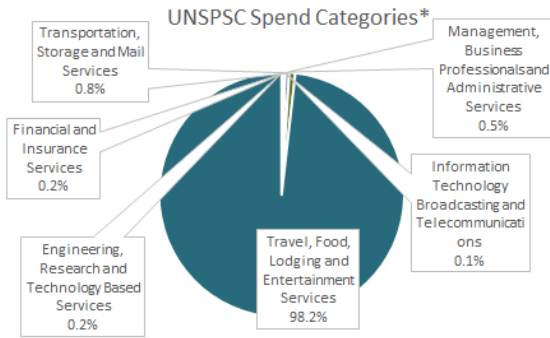 UNSPSC Spend Categories*
Transportation,
Storage and Mail
Services
0.8%
Management,
Business
Professionals and
Administrative
Services
0.5%
Financial and
Insurance
Services
0.2%
Information
Technology
Broadcasting and
Telecommunicati
ons
0.1%
Engineering,
Research and
Technology Based
Services
0.2%
Travel, Food,
Lodging and
Entertainment
Services
98.2%